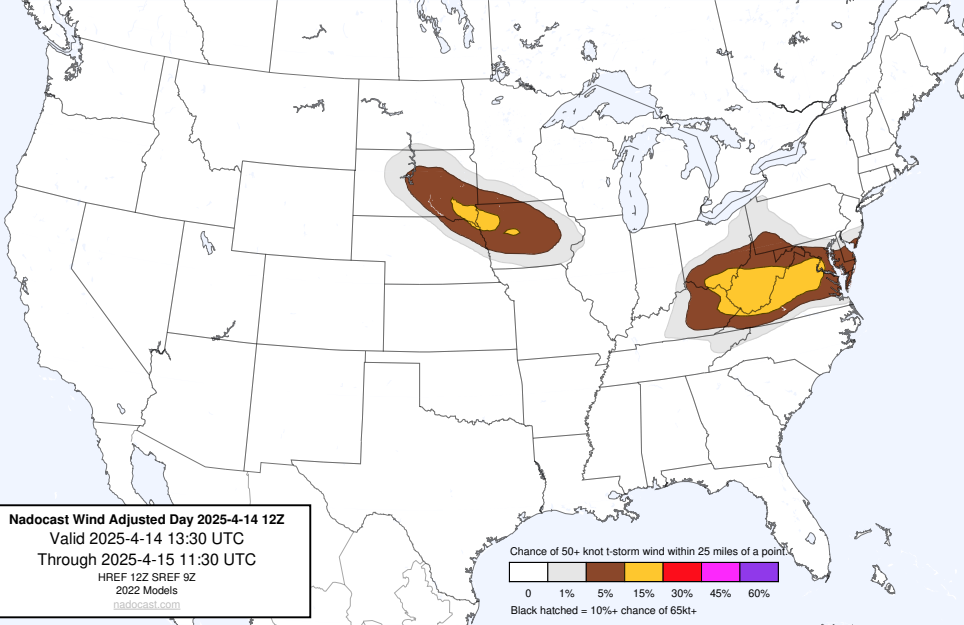 Nadocast Wind Adjusted Day 2025-4-14 12Z
Valid 2025-4-14 13:30 UTC
Through 2025-4-15 11:30 UTC
HREF 12Z SREF 9Z
2022 Models
nadocast.com
Chance of 50+ knot t-storm wind within 25 miles of a point.
0 1% 5% 15% 30% 45% 60%
Black hatched = 10%+ chance of 65kt+